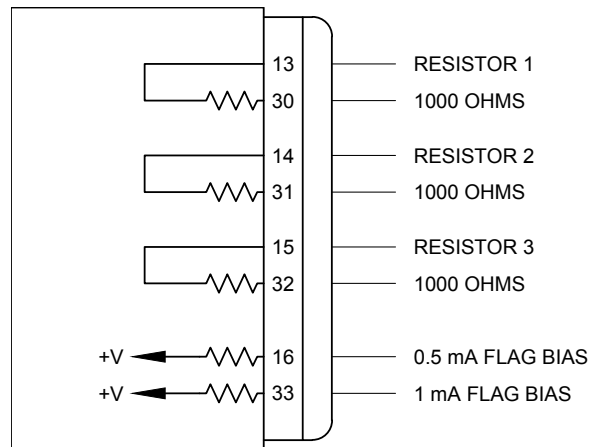 13 RESISTOR 1
30 1000 OHMS
14 RESISTOR 2
31 1000 OHMS
15 RESISTOR 3
32 1000 OHMS
+V 16 0.5 mA FLAG BIAS
+V 33 1 mA FLAG BIAS